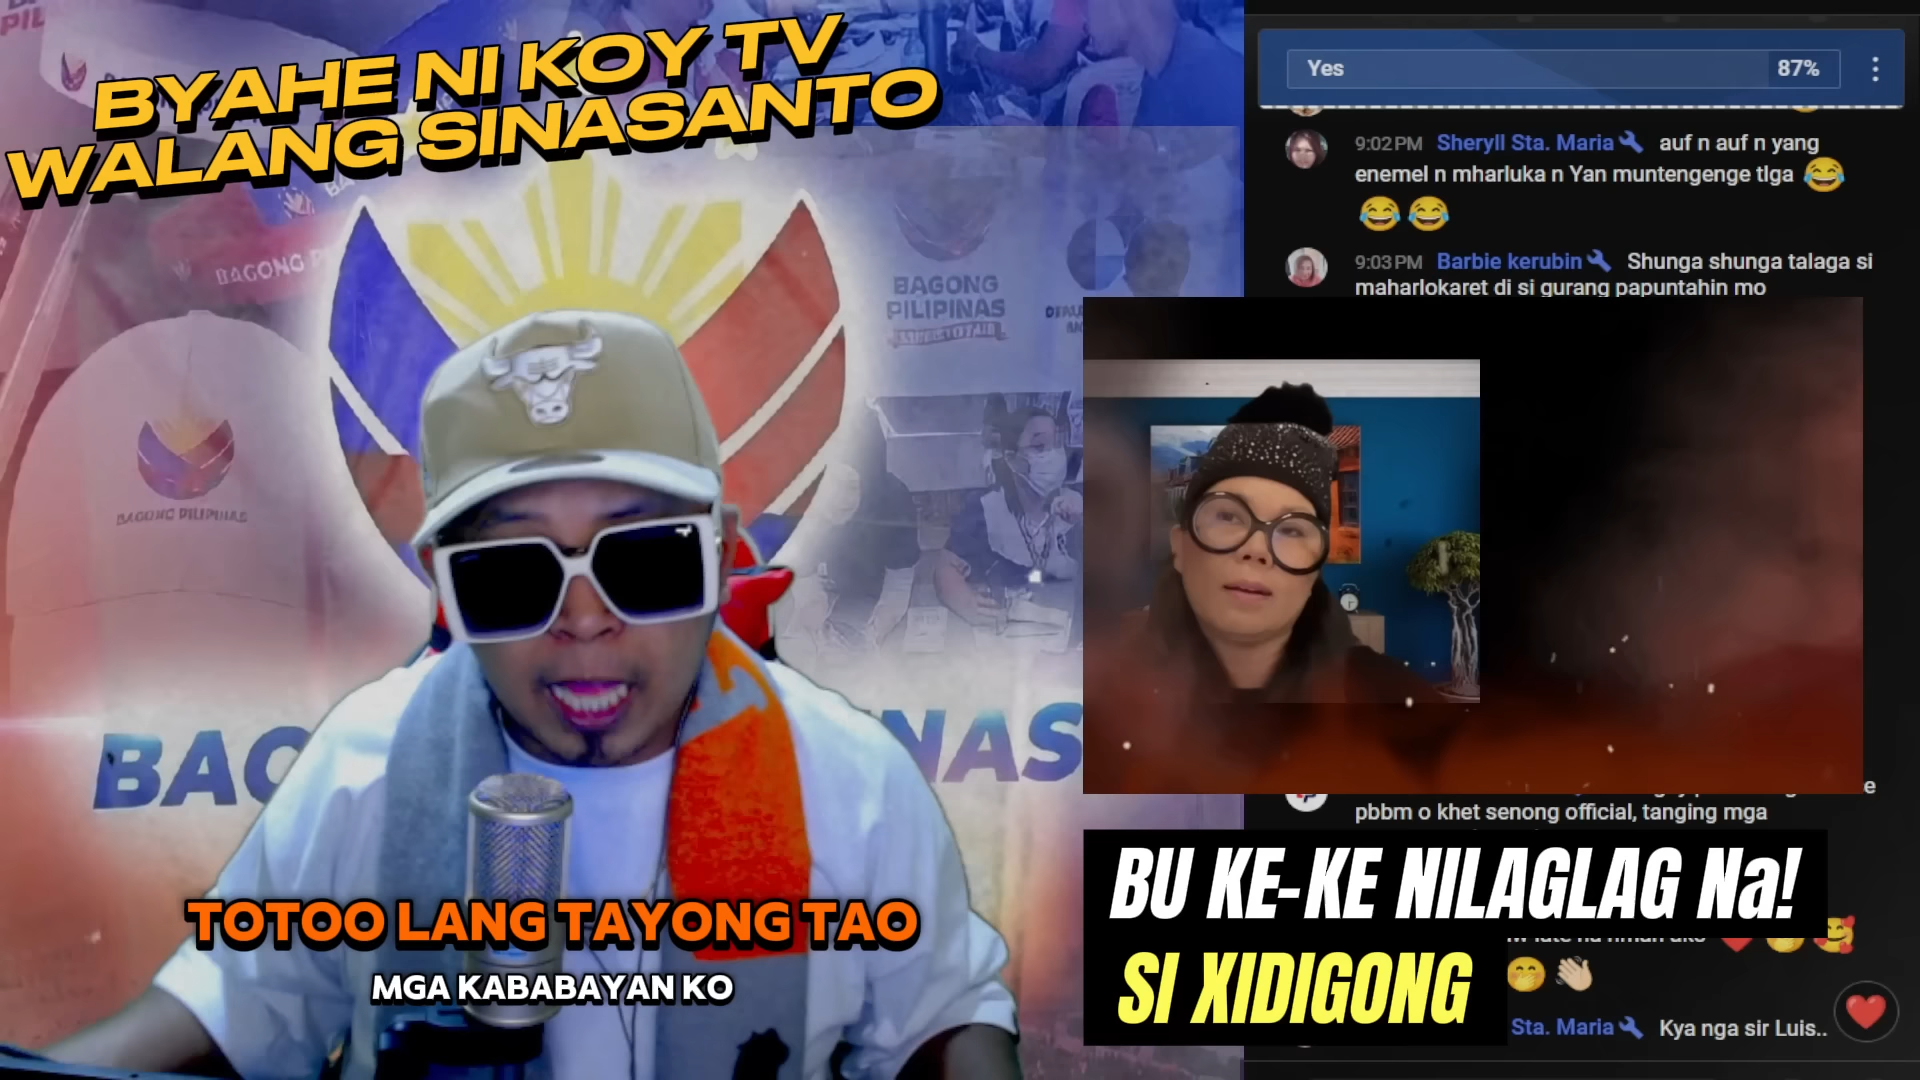 BYAHE NI KOY TV
WALANG SINASANTO
BAGONG
BAGONG
PILIPINAS
BAGONG PILIPINAS
BAG
NAS
TOTOO LANG TAYONG TAO
MGA KABABAYAN KO
Yes 87%
9:02 PM Sheryll Sta. Maria auf n auf n yang
enemel n mharluka n Yan muntengenge tlga 😂
😂😂
9:03 PM Barbie kerubin Shunga shunga talaga si
maharlokaret di si gurang papuntahin mo
pbbm o khet senong official, tanging mga
BU KE-KE NILAGLAG Na!
SI XIDIGONG
Sta. Maria Kya nga sir Luis..